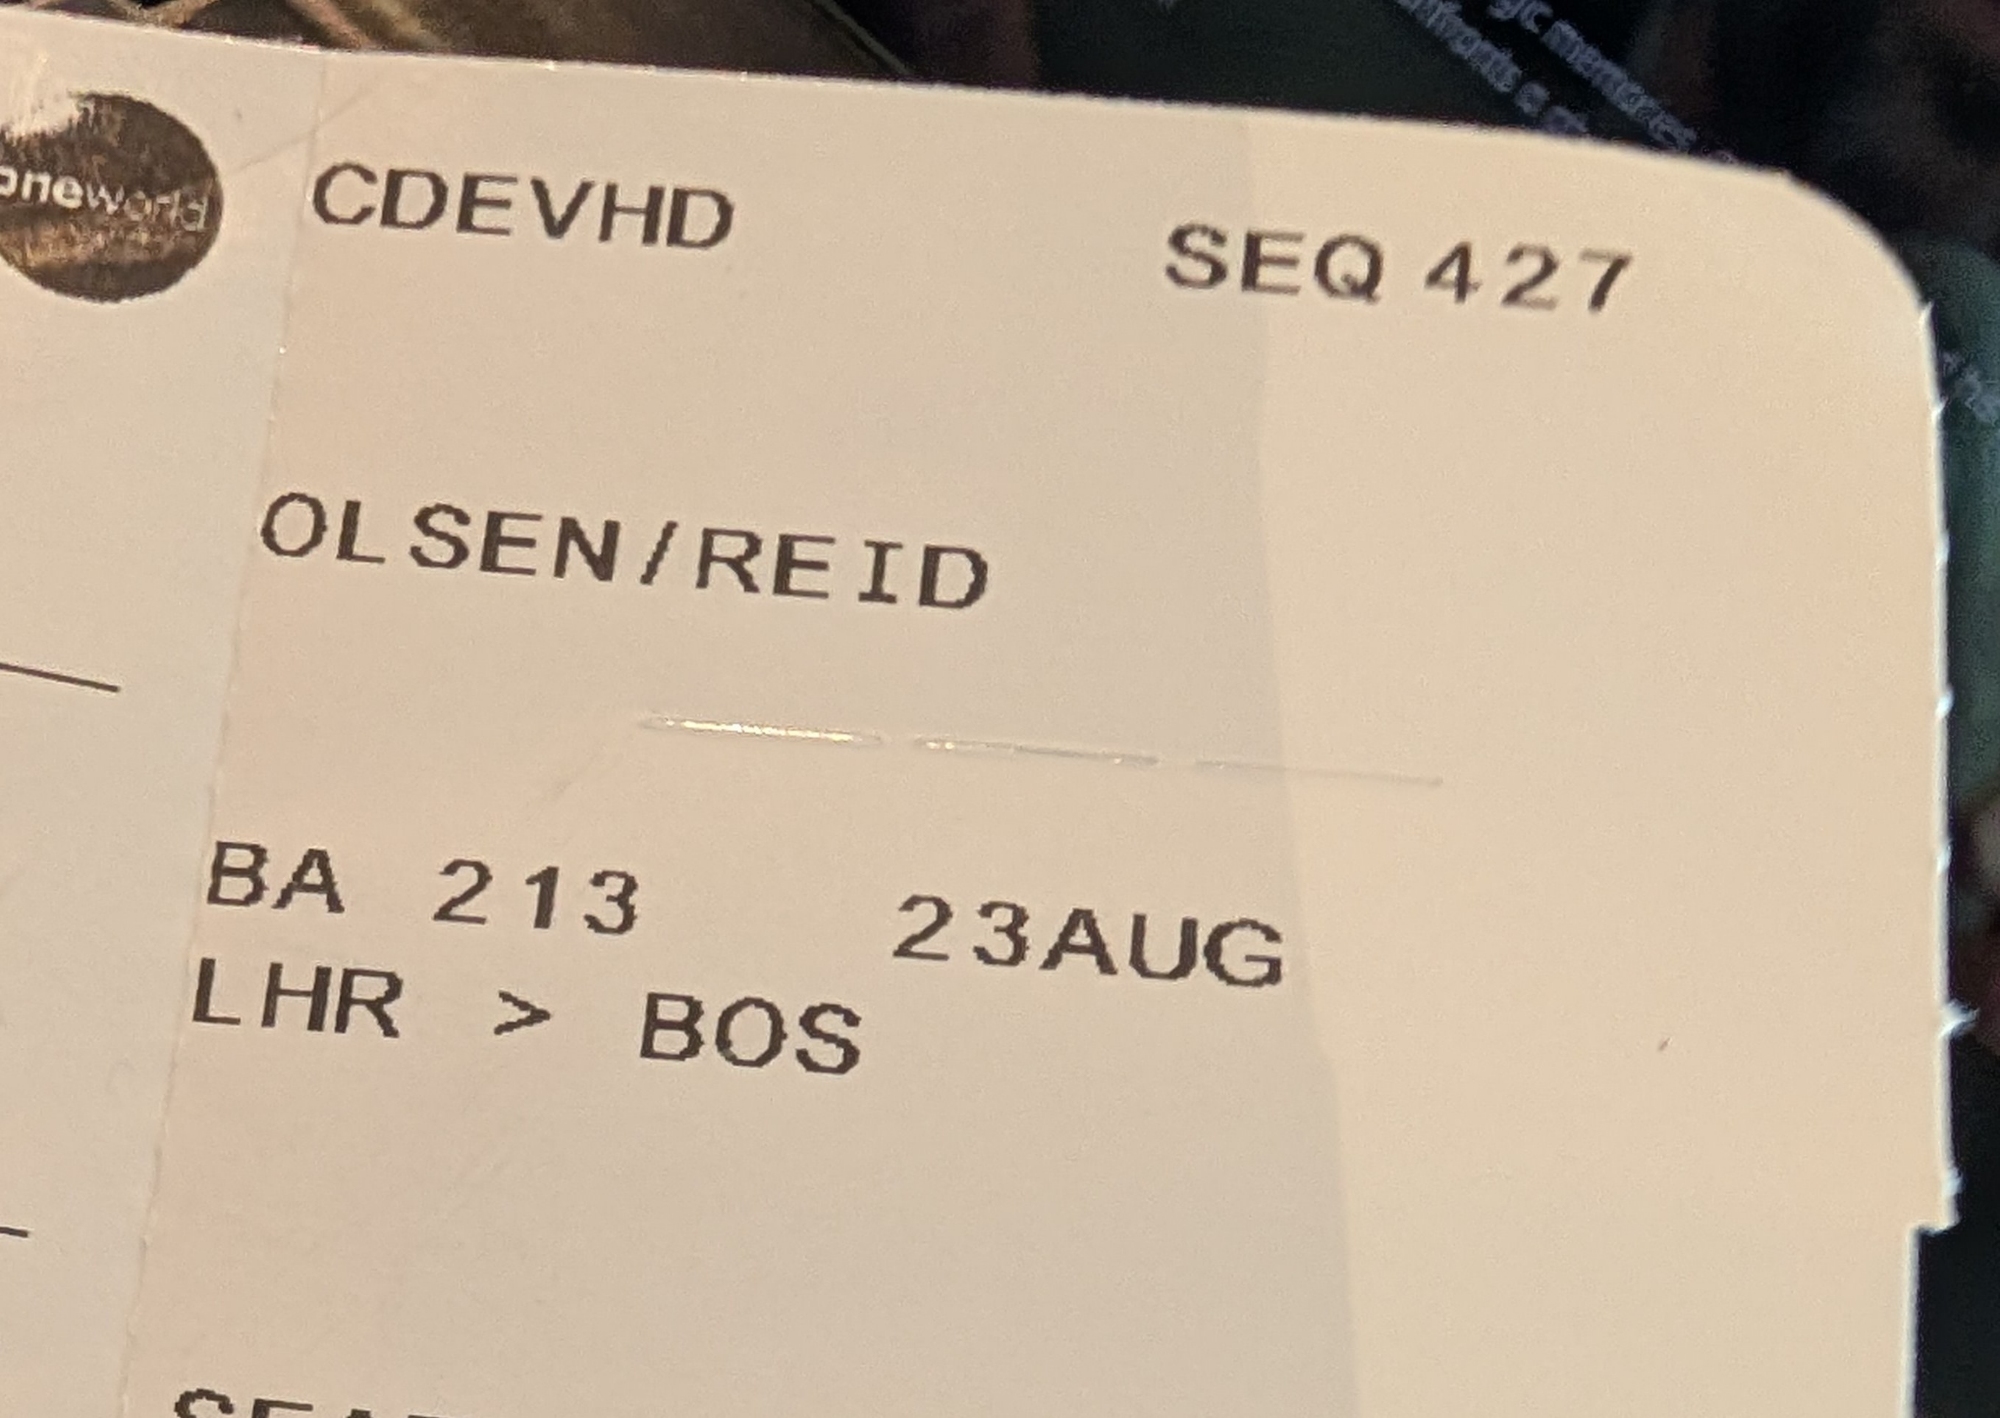 oneworld
CDEVHD SEQ 427
OLSEN/REID
BA 213 23AUG
LHR > BOS